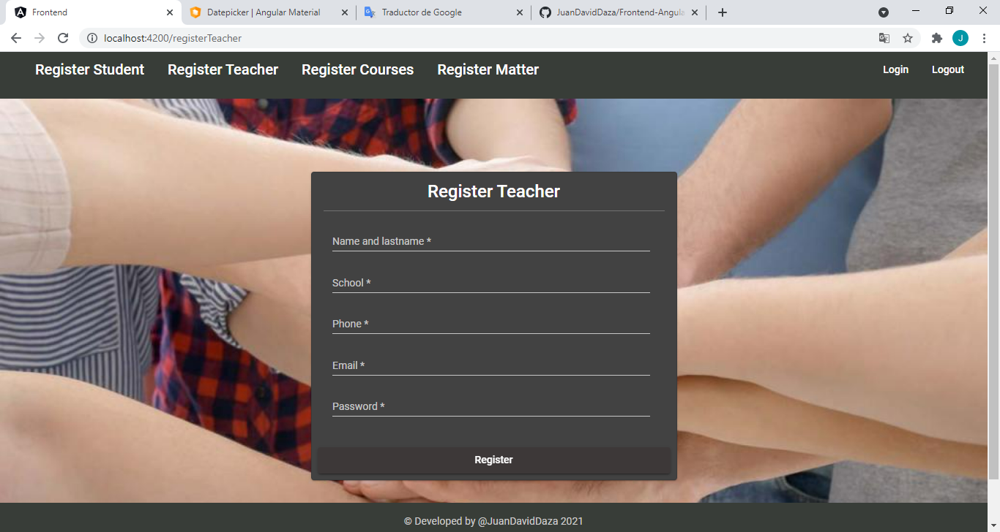 Frontend
Datepicker | Angular Material
Traductor de Google
JuanDavidDaza/Frontend-Angula
localhost:4200/registerTeacher
J
Register Student Register Teacher Register Courses Register Matter Login Logout
Register Teacher
Name and lastname *
School *
Phone *
Email *
Password *
Register
© Developed by @JuanDavidDaza 2021